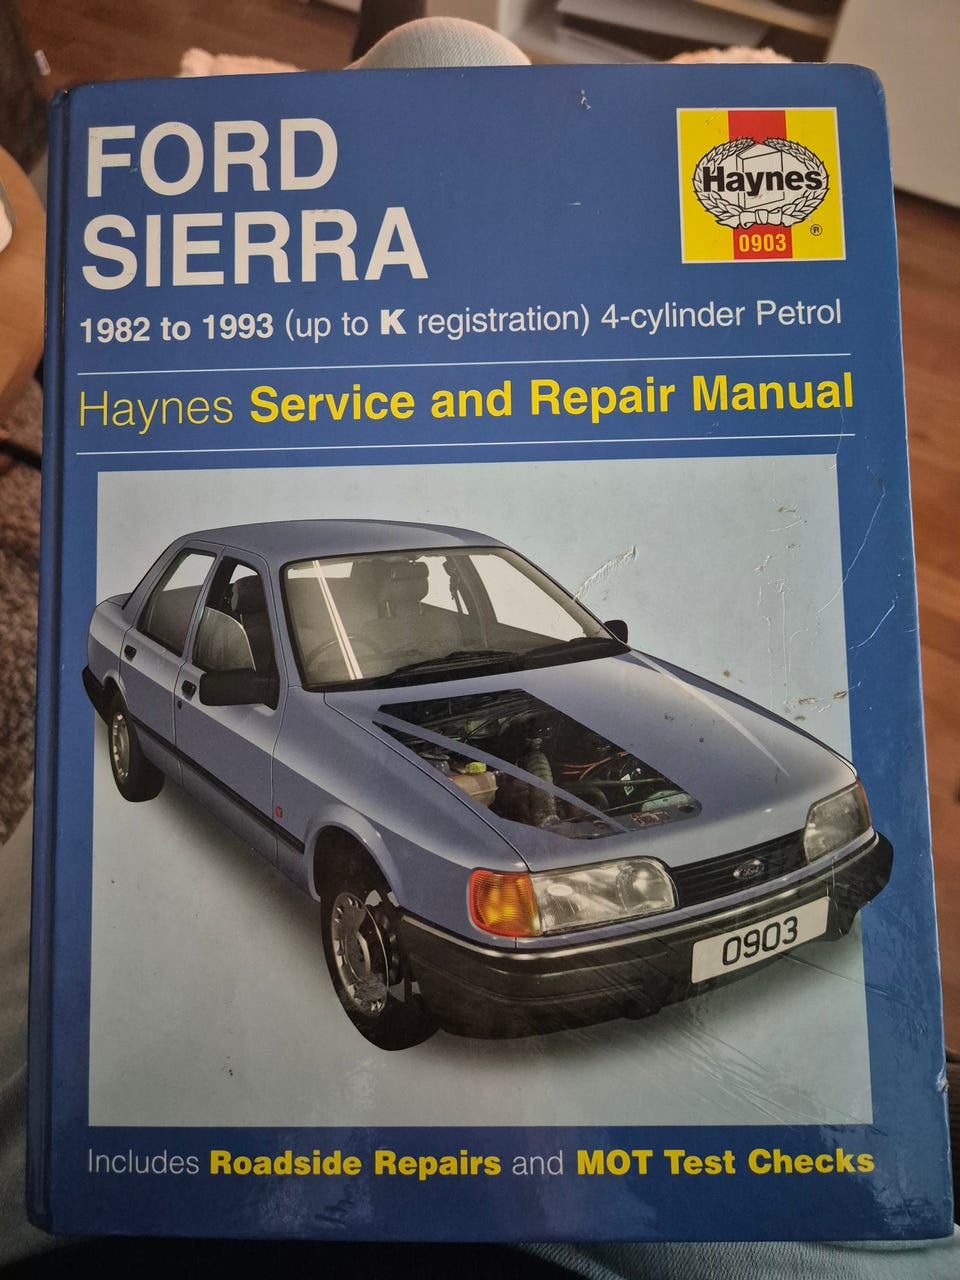 FORD
SIERRA
Haynes
®
0903
1982 to 1993 (up to K registration) 4-cylinder Petrol
Haynes Service and Repair Manual
Ford
0903
Includes Roadside Repairs and MOT Test Checks